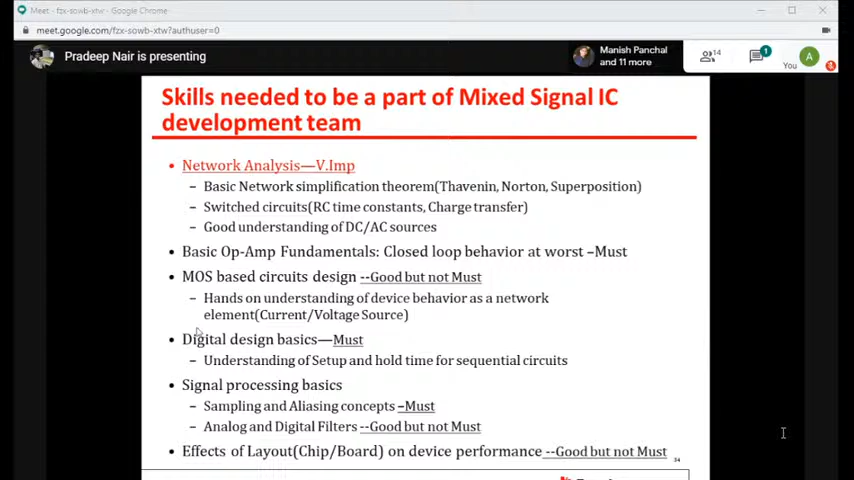 Meet - fzx-sowb-xtw - Google Chrome
meet.google.com/fzx-sowb-xtw?authuser=0
Pradeep Nair is presenting
Manish Panchal
and 11 more
14
1
You
A
Skills needed to be a part of Mixed Signal IC
development team
• Network Analysis—V.Imp
– Basic Network simplification theorem(Thavenin, Norton, Superposition)
– Switched circuits(RC time constants, Charge transfer)
– Good understanding of DC/AC sources
• Basic Op-Amp Fundamentals: Closed loop behavior at worst –Must
• MOS based circuits design --Good but not Must
– Hands on understanding of device behavior as a network
element(Current/Voltage Source)
• Digital design basics—Must
– Understanding of Setup and hold time for sequential circuits
• Signal processing basics
– Sampling and Aliasing concepts –Must
– Analog and Digital Filters --Good but not Must
• Effects of Layout(Chip/Board) on device performance --Good but not Must
34